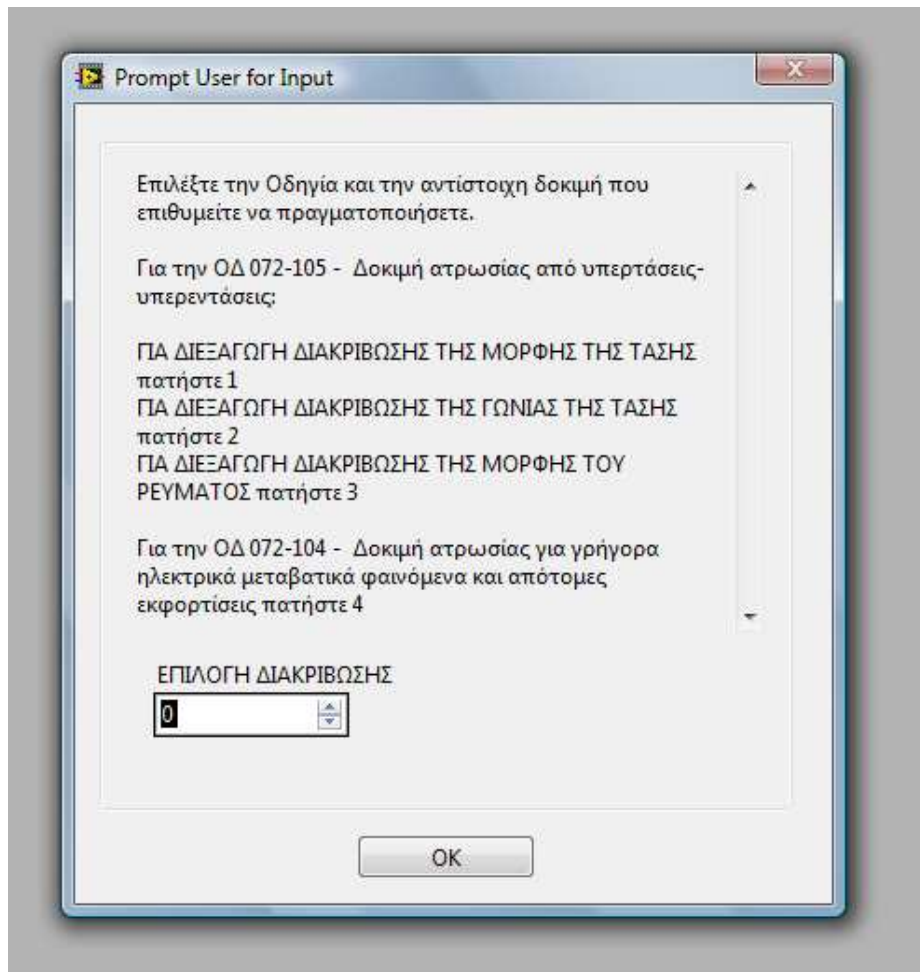 Prompt User for Input
Επιλέξτε την Οδηγία και την αντίστοιχη δοκιμή που
επιθυμείτε να πραγματοποιήσετε.
Για την ΟΔ 072-105 - Δοκιμή ατρωσίας από υπερτάσεις-
υπερεντάσεις:
ΓΙΑ ΔΙΕΞΑΓΩΓΗ ΔΙΑΚΡΙΒΩΣΗΣ ΤΗΣ ΜΟΡΦΗΣ ΤΗΣ ΤΑΣΗΣ
πατήστε 1
ΓΙΑ ΔΙΕΞΑΓΩΓΗ ΔΙΑΚΡΙΒΩΣΗΣ ΤΗΣ ΓΩΝΙΑΣ ΤΗΣ ΤΑΣΗΣ
πατήστε 2
ΓΙΑ ΔΙΕΞΑΓΩΓΗ ΔΙΑΚΡΙΒΩΣΗΣ ΤΗΣ ΜΟΡΦΗΣ ΤΟΥ
ΡΕΥΜΑΤΟΣ πατήστε 3
Για την ΟΔ 072-104 - Δοκιμή ατρωσίας για γρήγορα
ηλεκτρικά μεταβατικά φαινόμενα και απότομες
εκφορτίσεις πατήστε 4
ΕΠΙΛΟΓΗ ΔΙΑΚΡΙΒΩΣΗΣ
0
OK